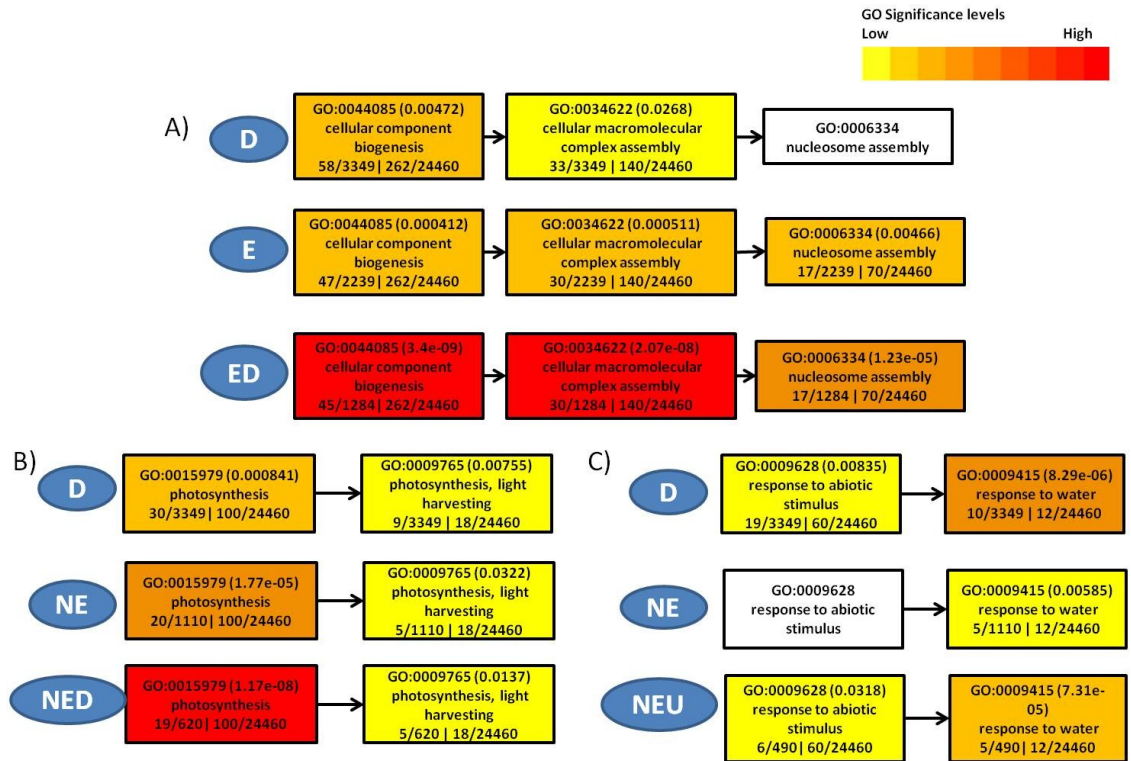 GO Significance levels
Low High
A)
D
GO:0044085 (0.00472)
cellular component
biogenesis
58/3349| 262/24460
GO:0034622 (0.0268)
cellular macromolecular
complex assembly
33/3349| 140/24460
GO:0006334
nucleosome assembly
E
GO:0044085 (0.000412)
cellular component
biogenesis
47/2239| 262/24460
GO:0034622 (0.000511)
cellular macromolecular
complex assembly
30/2239| 140/24460
GO:0006334 (0.00466)
nucleosome assembly
17/2239 | 70/24460
ED
GO:0044085 (3.4e-09)
cellular component
biogenesis
45/1284| 262/24460
GO:0034622 (2.07e-08)
cellular macromolecular
complex assembly
30/1284| 140/24460
GO:0006334 (1.23e-05)
nucleosome assembly
17/1284 | 70/24460
B)
D
GO:0015979 (0.000841)
photosynthesis
30/3349| 100/24460
GO:0009765 (0.00755)
photosynthesis, light
harvesting
9/3349 | 18/24460
NE
GO:0015979 (1.77e-05)
photosynthesis
20/1110| 100/24460
GO:0009765 (0.0322)
photosynthesis, light
harvesting
5/1110 | 18/24460
NED
GO:0015979 (1.17e-08)
photosynthesis
19/620| 100/24460
GO:0009765 (0.0137)
photosynthesis, light
harvesting
5/620 | 18/24460
C)
D
GO:0009628 (0.00835)
response to abiotic
stimulus
19/3349 | 60/24460
GO:0009415 (8.29e-06)
response to water
10/3349 | 12/24460
NE
GO:0009628
response to abiotic
stimulus
GO:0009415 (0.00585)
response to water
5/1110 | 12/24460
NEU
GO:0009628 (0.0318)
response to abiotic
stimulus
6/490 | 60/24460
GO:0009415 (7.31e-
05)
response to water
5/490 | 12/24460